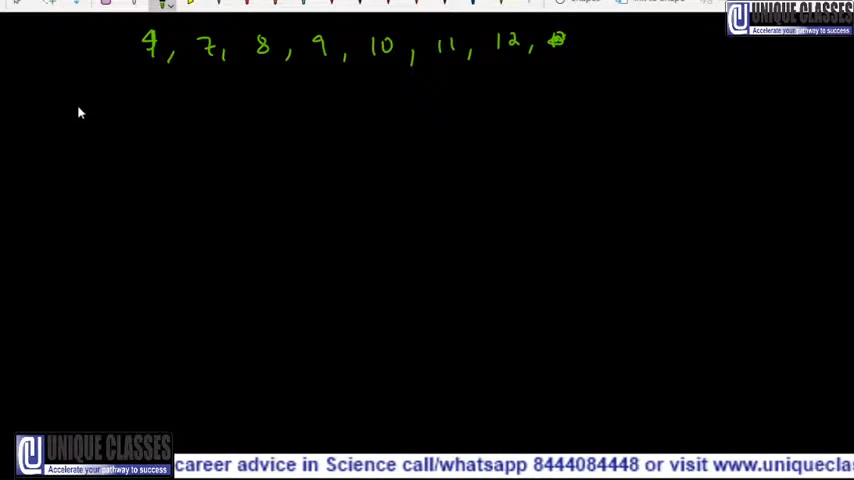 UNIQUE CLASSES
Accelerate your pathway to success
4, 7, 8, 9, 10, 11, 12,
UNIQUE CLASSES
Accelerate your pathway to success
career advice in Science call/whatsapp 8444084448 or visit www.uniquecla